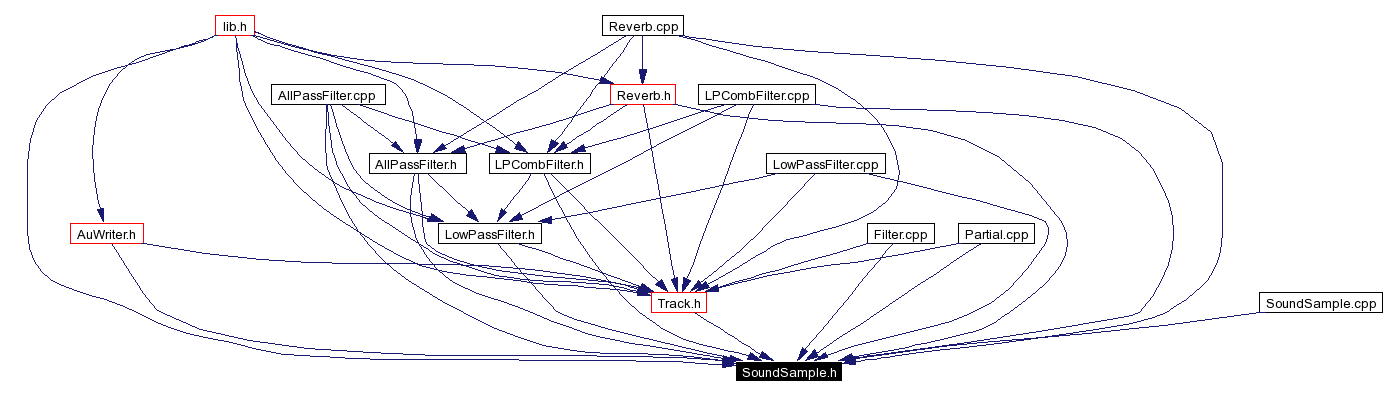 lib.h
Reverb.cpp
AllPassFilter.cpp
Reverb.h
LPCombFilter.cpp
AllPassFilter.h
LPCombFilter.h
LowPassFilter.cpp
AuWriter.h
LowPassFilter.h
Filter.cpp
Partial.cpp
Track.h
SoundSample.cpp
SoundSample.h